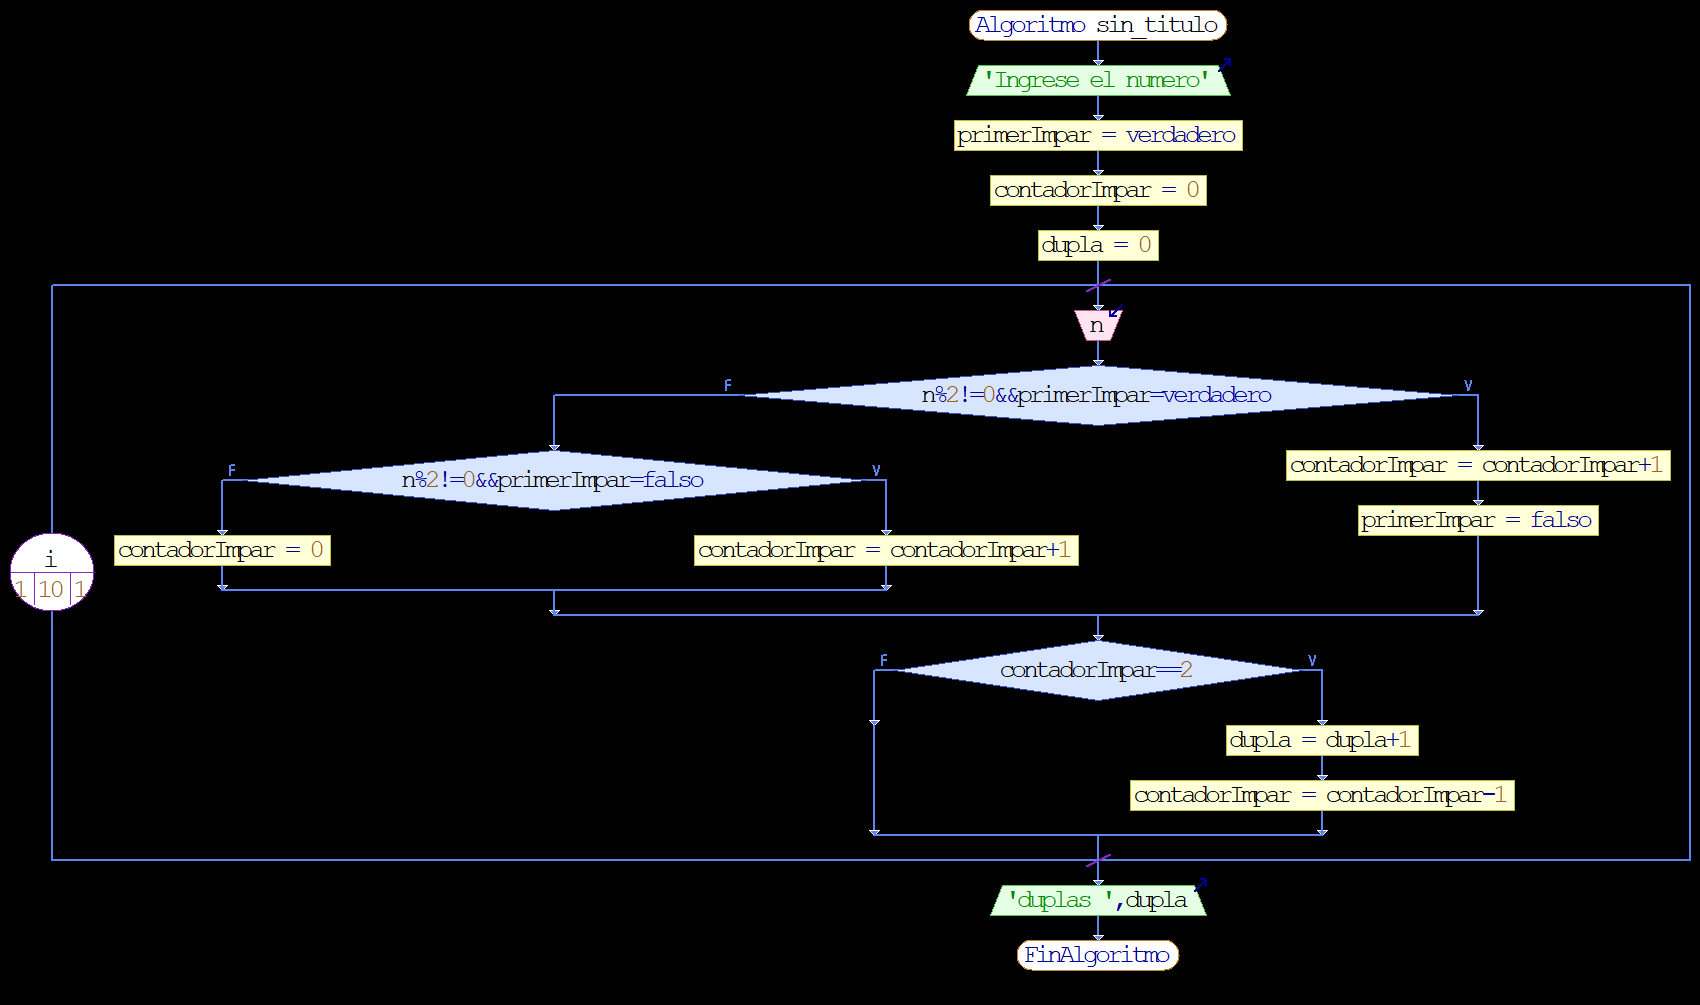 Algoritmo sin_titulo
'Ingrese el numero'
primerImpar = verdadero
contadorImpar = 0
dupla = 0
n
F
n%2!=0&&primerImpar=verdadero
V
F
n%2!=0&&primerImpar=falso
V
contadorImpar = contadorImpar+1
primerImpar = falso
contadorImpar = 0
contadorImpar = contadorImpar+1
i
1 10 1
F
contadorImpar==2
V
dupla = dupla+1
contadorImpar = contadorImpar-1
'duplas ',dupla
FinAlgoritmo